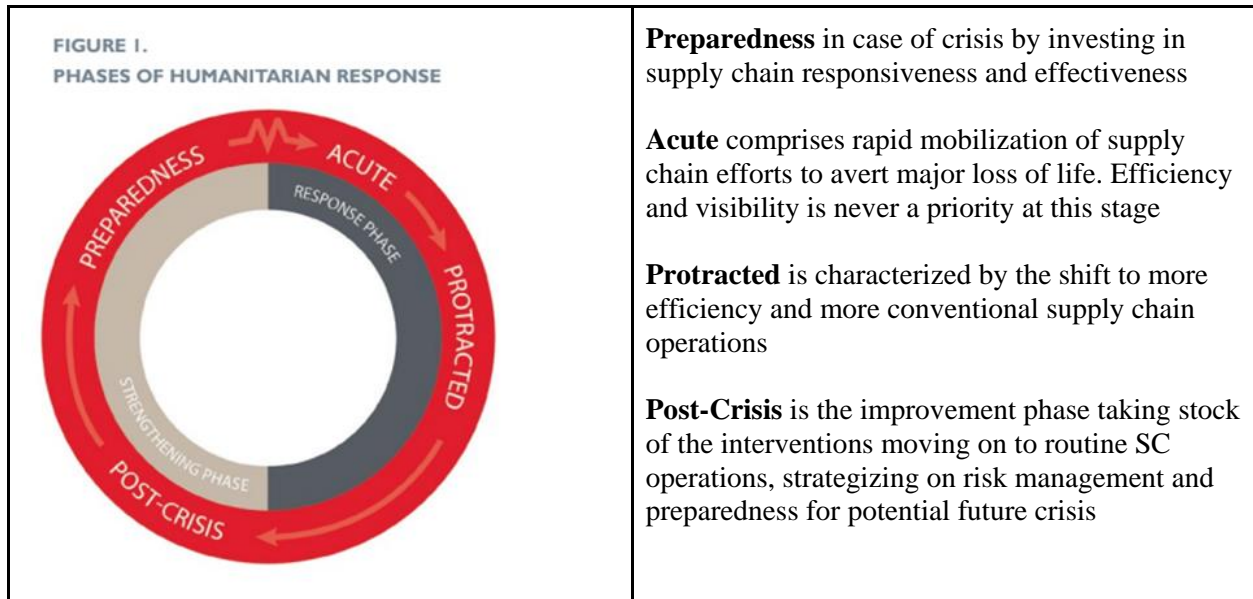 FIGURE 1.
PHASES OF HUMANITARIAN RESPONSE
PREPAREDNESS
ACUTE
RESPONSE PHASE
PROTRACTED
STRENGTHENING PHASE
POST-CRISIS
Preparedness in case of crisis by investing in
supply chain responsiveness and effectiveness
Acute comprises rapid mobilization of supply
chain efforts to avert major loss of life. Efficiency
and visibility is never a priority at this stage
Protracted is characterized by the shift to more
efficiency and more conventional supply chain
operations
Post-Crisis is the improvement phase taking stock
of the interventions moving on to routine SC
operations, strategizing on risk management and
preparedness for potential future crisis